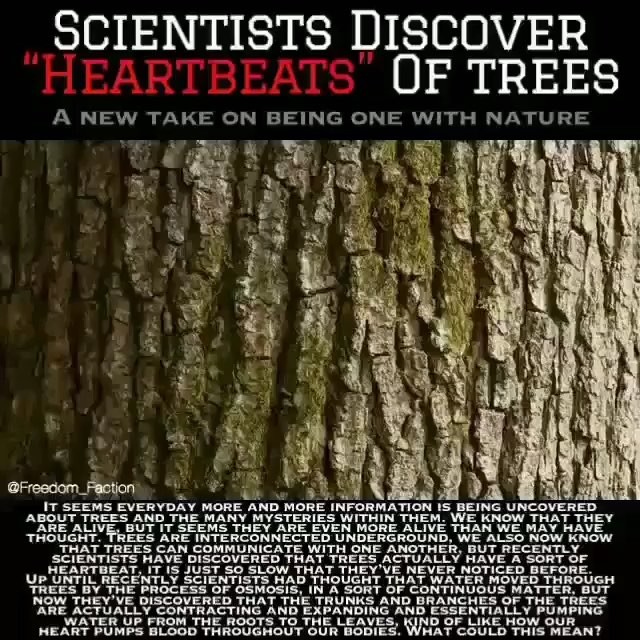 SCIENTISTS DISCOVER
"HEARTBEATS" OF TREES
A NEW TAKE ON BEING ONE WITH NATURE
@Freedom_Faction
IT SEEMS EVERYDAY MORE AND MORE INFORMATION IS BEING UNCOVERED
ABOUT TREES AND THE MANY MYSTERIES WITHIN THEM. WE KNOW THAT THEY
ARE ALIVE, BUT IT SEEMS THEY ARE EVEN MORE ALIVE THAN WE MAY HAVE
THOUGHT. TREES ARE INTERCONNECTED UNDERGROUND, WE ALSO NOW KNOW
THAT TREES CAN COMMUNICATE WITH ONE ANOTHER, BUT RECENTLY
SCIENTISTS HAVE DISCOVERED THAT TREES ACTUALLY HAVE A SORT OF
HEARTBEAT, IT IS JUST SO SLOW THAT THEY'VE NEVER NOTICED BEFORE.
UP UNTIL RECENTLY SCIENTISTS HAD THOUGHT THAT WATER MOVED THROUGH
TREES BY THE PROCESS OF OSMOSIS, IN A SORT OF CONTINUOUS MATTER, BUT
NOW THEY'VE DISCOVERED THAT THE TRUNKS AND BRANCHES OF THE TREES
ARE ACTUALLY CONTRACTING AND EXPANDING AND ESSENTIALLY PUMPING
WATER UP FROM THE ROOTS TO THE LEAVES, KIND OF LIKE HOW OUR
HEART PUMPS BLOOD THROUGHOUT OUR BODIES. WHAT COULD THIS MEAN?